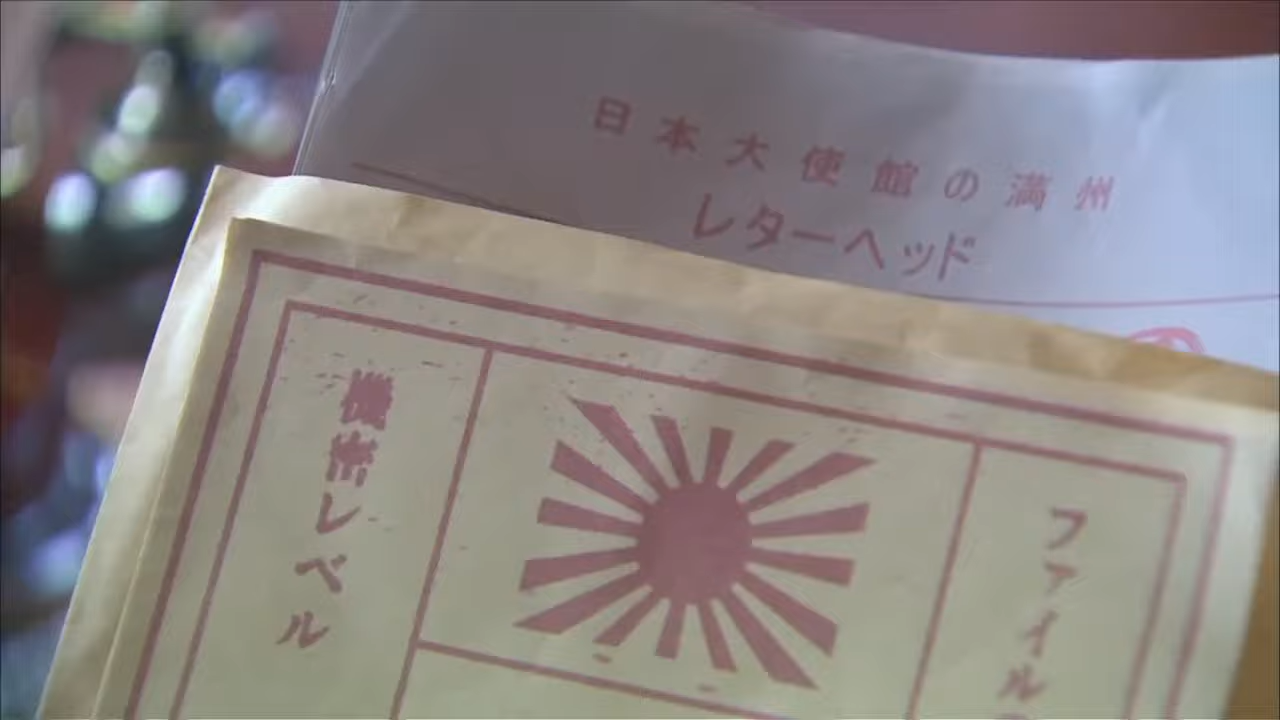 日本大使館の満州
レターヘッド
機密レベル
ファイル